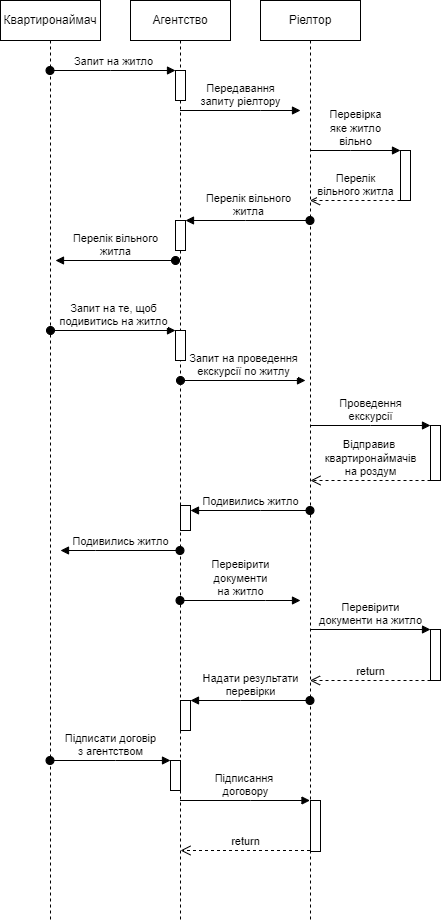 Квартиронаймач
Агентство
Ріелтор
Запит на житло
Передавання
запиту ріелтору
Перевірка
яке житло
вільно
Перелік
вільного житла
Перелік вільного
житла
Перелік вільного
житла
Запит на те, щоб
подивитись на житло
Запит на проведення
екскурсії по житлу
Проведення
екскурсії
Відправив
квартиронаймачів
на роздум
Подивились житло
Подивились житло
Перевірити
документи
на житло
Перевірити
документи на житло
return
Надати результати
перевірки
Підписати договір
з агентством
Підписання
договору
return